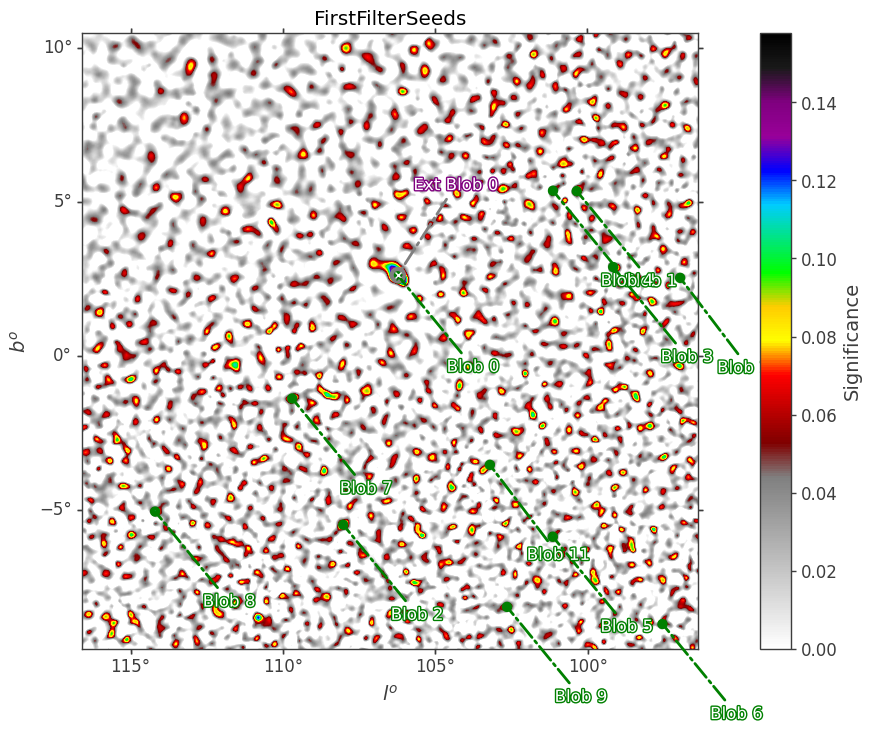 FirstFilterSeeds
10°
5°
0°
−5°
b°
115°
110°
105°
100°
l°
Ext Blob 0
Blob 0
Blob 1
Blob 3
Blob
Blob 7
Blob 11
Blob 8
Blob 2
Blob 5
Blob 9
Blob 6
0.14
0.12
0.10
0.08
0.06
0.04
0.02
0.00
Significance